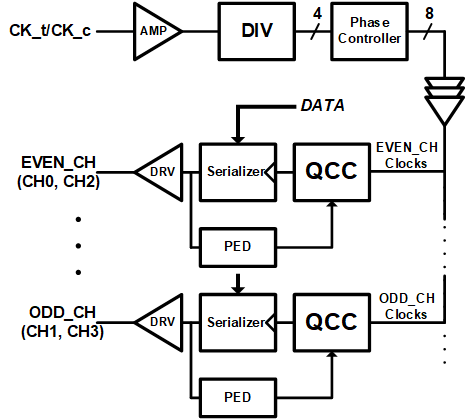 4
8
CK_t/CK_c
AMP
DIV
Phase
Controller
DATA
EVEN_CH
Clocks
EVEN_CH
(CH0, CH2)
DRV
Serializer
QCC
PED
ODD_CH
Clocks
ODD_CH
(CH1, CH3)
DRV
Serializer
QCC
PED